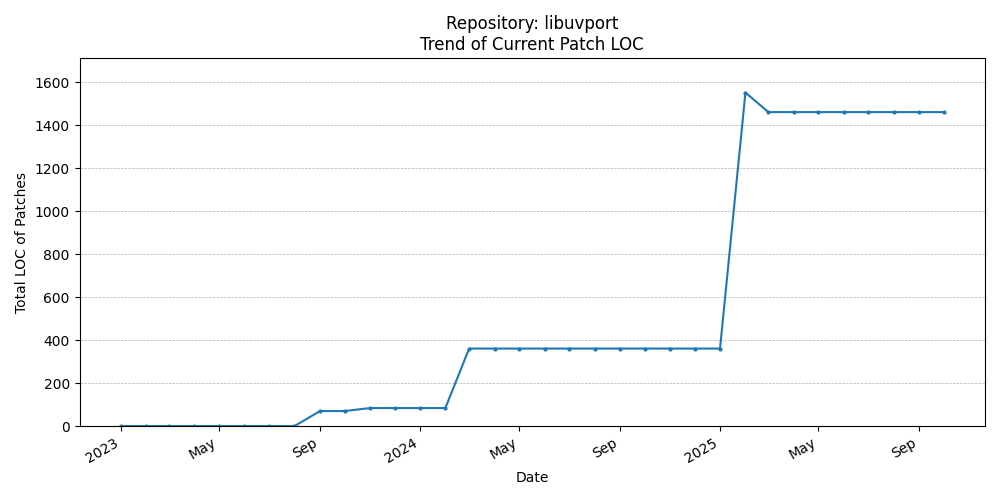 Repository: libuvport
Trend of Current Patch LOC
Total LOC of Patches
1600
1400
1200
1000
800
600
400
200
0
2023
May
Sep
2024
May
Sep
2025
May
Sep
Date